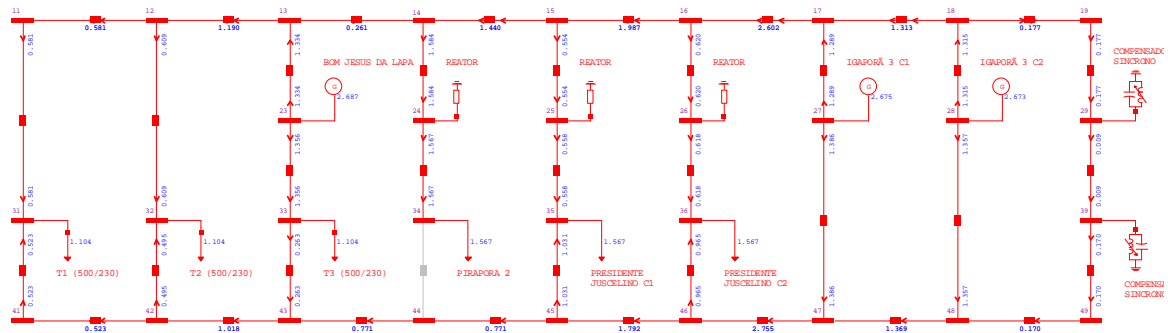 11 12 13 14 15 16 17 18 19
0.581 1.190 0.261 1.440 1.987 2.602 1.313 0.177
0.581 0.609 1.334 1.584 0.554 0.620 1.289 1.315 0.177
BOM JESUS DA LAPA REATOR REATOR REATOR IGAPORÃ 3 C1 IGAPORÃ 3 C2 COMPENSADO
SINCRONO
G G G
2.687 2.675 2.673
1.334 1.584 0.554 0.620 1.289 1.315 0.177
23 24 25 26 27 28 29
1.356 1.567 0.558 0.618 1.386 1.357 0.009
0.581 0.609 1.356 1.567 0.558 0.618 0.009
31 32 33 34 35 36 39
0.523 0.495 0.263 1.031 0.965 0.170
1.104 1.104 1.104 1.567 1.567 1.567
T1 (500/230) T2 (500/230) T3 (500/230) PIRAPORA 2 PRESIDENTE
JUSCELINO C1
PRESIDENTE
JUSCELINO C2
COMPENSA
SINCRONO
0.523 0.495 0.263 1.031 0.965 1.386 1.357 0.170
41 42 43 44 45 46 47 48 49
0.523 1.018 0.771 0.771 1.792 2.755 1.369 0.170